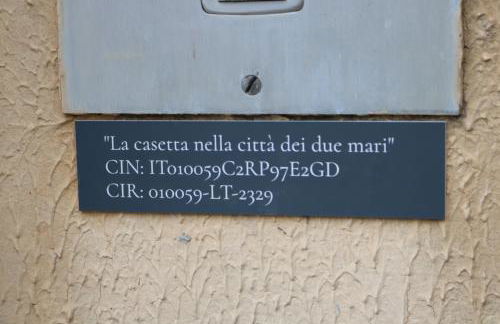 "La casetta nella città dei due mari"
CIN: IT010059C2RP97E2GD
CIR: 010059-LT-2329